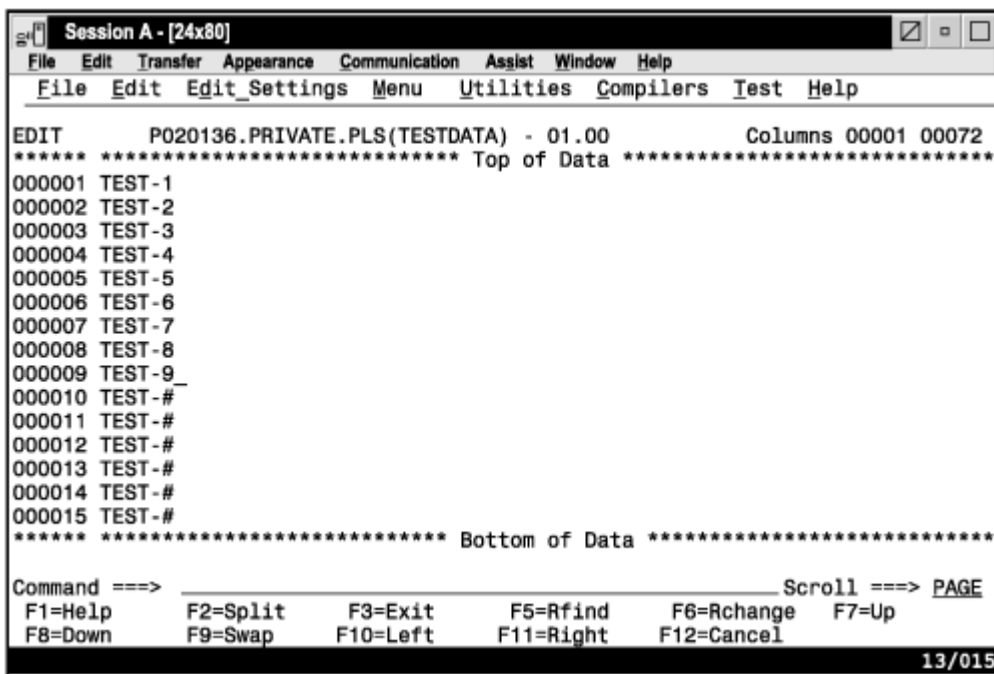 Session A - [24x80]
File Edit Transfer Appearance Communication Assist Window Help
File Edit Edit_Settings Menu Utilities Compilers Test Help
EDIT P020136.PRIVATE.PLS(TESTDATA) - 01.00 Columns 00001 00072
****** ***************************** Top of Data ******************************
000001 TEST-1
000002 TEST-2
000003 TEST-3
000004 TEST-4
000005 TEST-5
000006 TEST-6
000007 TEST-7
000008 TEST-8
000009 TEST-9_
000010 TEST-#
000011 TEST-#
000012 TEST-#
000013 TEST-#
000014 TEST-#
000015 TEST-#
****** **************************** Bottom of Data ****************************
Command ===> Scroll ===> PAGE
F1=Help F2=Split F3=Exit F5=Rfind F6=Rchange F7=Up
F8=Down F9=Swap F10=Left F11=Right F12=Cancel
13/015